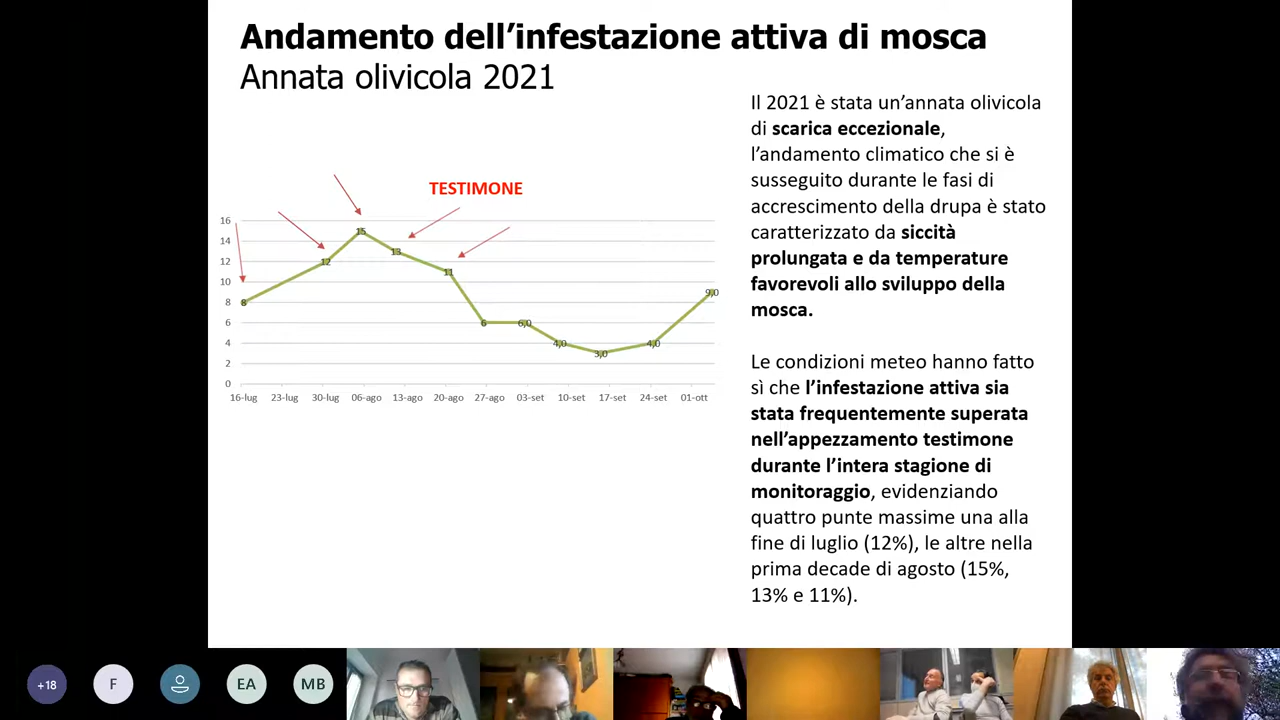 Andamento dell’infestazione attiva di mosca
Annata olivicola 2021
Il 2021 è stata un’annata olivicola
di scarica eccezionale,
l’andamento climatico che si è
susseguito durante le fasi di
accrescimento della drupa è stato
caratterizzato da siccità
prolungata e da temperature
favorevoli allo sviluppo della
mosca.
Le condizioni meteo hanno fatto
sì che l’infestazione attiva sia
stata frequentemente superata
nell’appezzamento testimone
durante l’intera stagione di
monitoraggio, evidenziando
quattro punte massime una alla
fine di luglio (12%), le altre nella
prima decade di agosto (15%,
13% e 11%).
TESTIMONE
16
14
12
10
8
6
4
2
0
8
12
15
13
11
6
6,0
4,0
3,0
4,0
9,0
16-lug 23-lug 30-lug 06-ago 13-ago 20-ago 27-ago 03-set 10-set 17-set 24-set 01-ott
+18 F EA MB